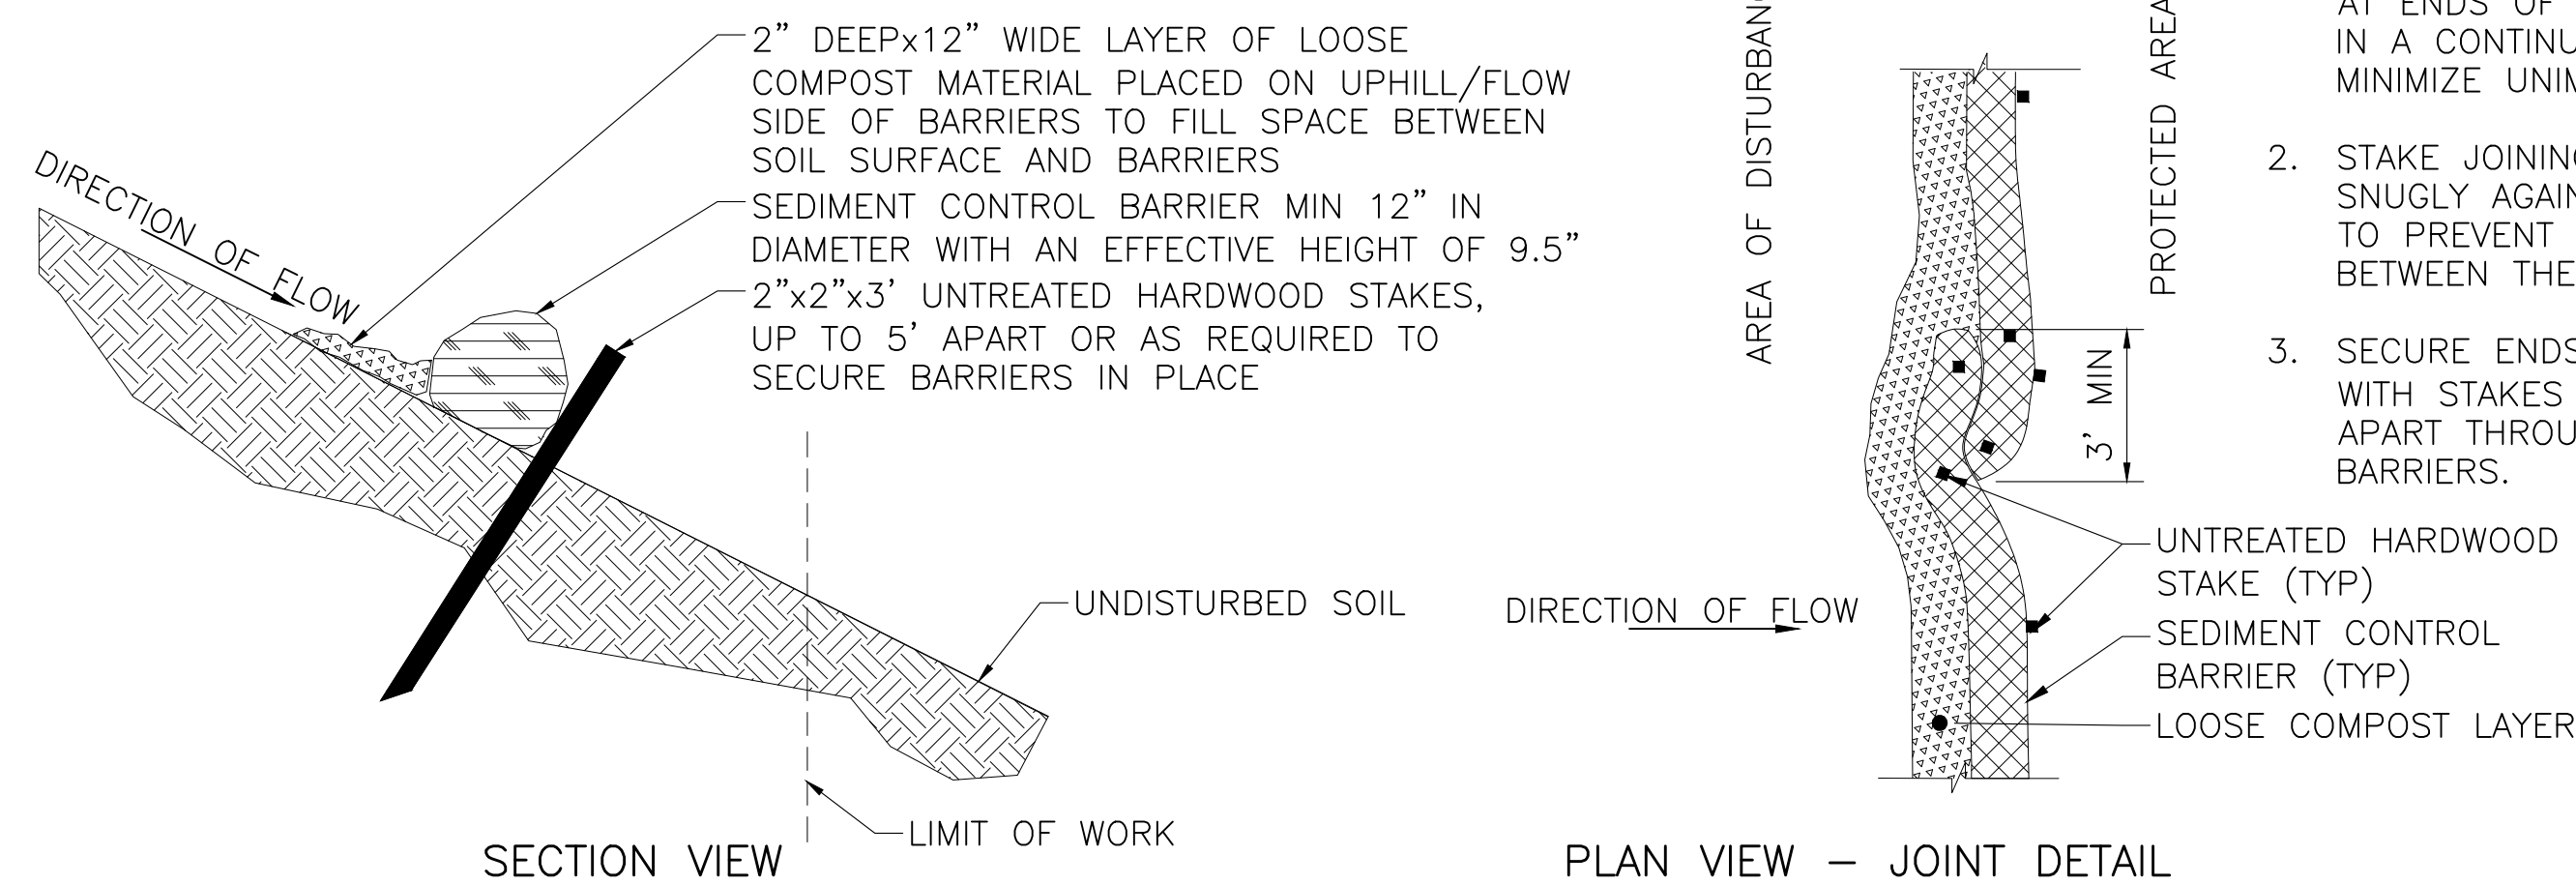 2” DEEPx12” WIDE LAYER OF LOOSE
COMPOST MATERIAL PLACED ON UPHILL/FLOW
SIDE OF BARRIERS TO FILL SPACE BETWEEN
SOIL SURFACE AND BARRIERS
SEDIMENT CONTROL BARRIER MIN 12” IN
DIAMETER WITH AN EFFECTIVE HEIGHT OF 9.5”
2”x2”x3’ UNTREATED HARDWOOD STAKES,
UP TO 5’ APART OR AS REQUIRED TO
SECURE BARRIERS IN PLACE
DIRECTION OF FLOW
UNDISTURBED SOIL
LIMIT OF WORK
SECTION VIEW
AREA OF
PROTECTED AREA
3’ MIN
DIRECTION OF FLOW
UNTREATED HARDWOOD
STAKE (TYP)
SEDIMENT CONTROL
BARRIER (TYP)
LOOSE COMPOST LAYER
PLAN VIEW – JOINT DETAIL
AT ENDS OF
IN A
MINIMIZE
2. STAKE
SNUGLY
TO PREVENT
BETWEEN
3. SECURE ENDS
WITH STAKES
APART
BARRIERS.